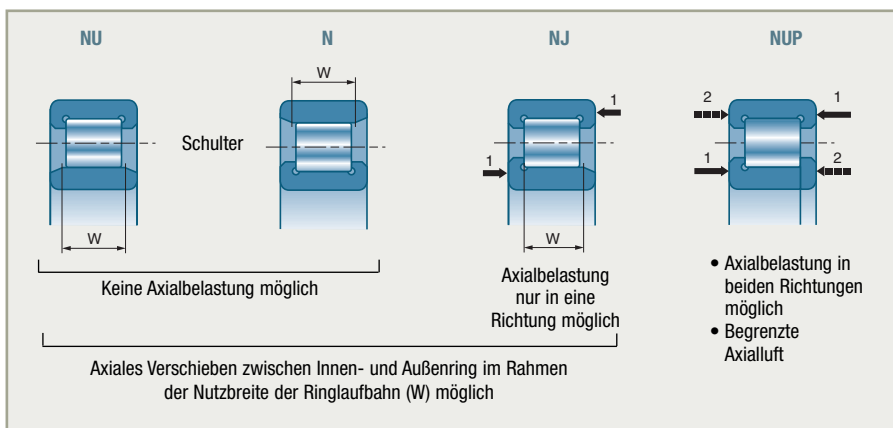 NU
N
NJ
NUP
W
1
2
1
Schulter
1
1
2
W
W
Keine Axialbelastung möglich
Axialbelastung
nur in eine
Richtung möglich
• Axialbelastung in
beiden Richtungen
möglich
• Begrenzte
Axialluft
Axiales Verschieben zwischen Innen- und Außenring im Rahmen
der Nutzbreite der Ringlaufbahn (W) möglich